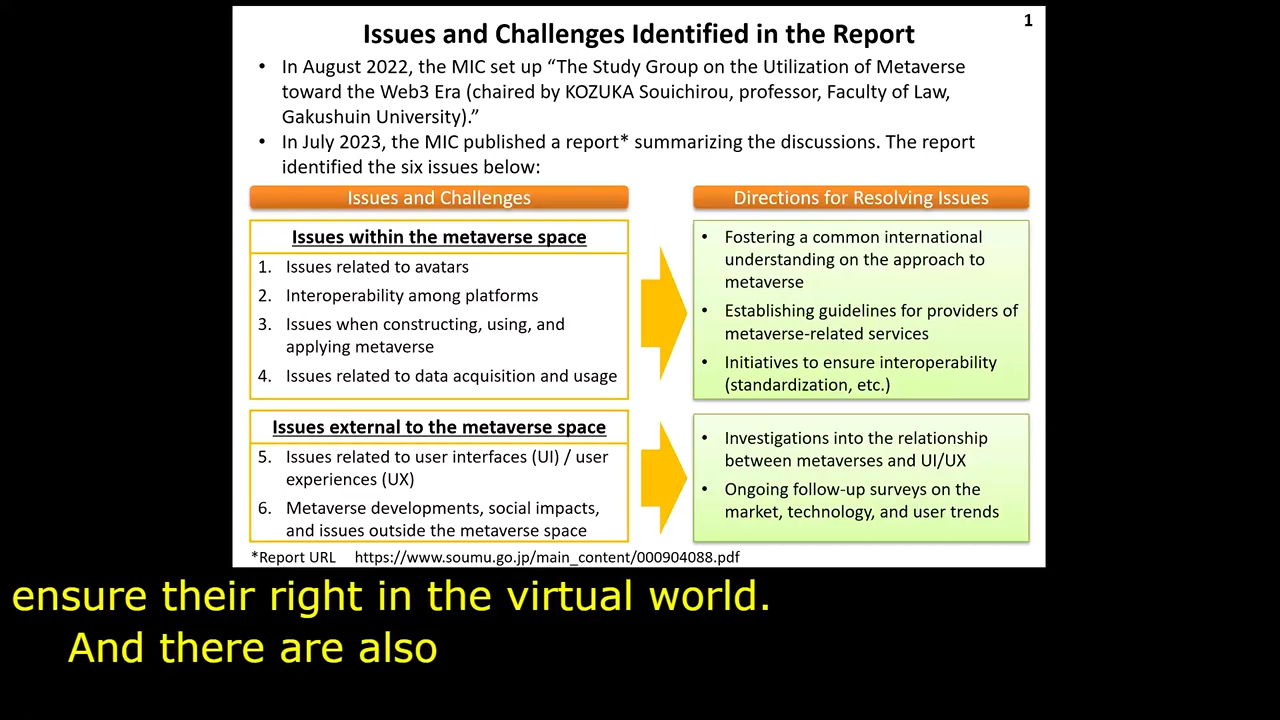 1
Issues and Challenges Identified in the Report
• In August 2022, the MIC set up “The Study Group on the Utilization of Metaverse
toward the Web3 Era (chaired by KOZUKA Souichirou, professor, Faculty of Law,
Gakushuin University).”
• In July 2023, the MIC published a report* summarizing the discussions. The report
identified the six issues below:
Issues and Challenges
Issues within the metaverse space
1. Issues related to avatars
2. Interoperability among platforms
3. Issues when constructing, using, and
applying metaverse
4. Issues related to data acquisition and usage
Issues external to the metaverse space
5. Issues related to user interfaces (UI) / user
experiences (UX)
6. Metaverse developments, social impacts,
and issues outside the metaverse space
Directions for Resolving Issues
• Fostering a common international
understanding on the approach to
metaverse
• Establishing guidelines for providers of
metaverse-related services
• Initiatives to ensure interoperability
(standardization, etc.)
• Investigations into the relationship
between metaverses and UI/UX
• Ongoing follow-up surveys on the
market, technology, and user trends
*Report URL https://www.soumu.go.jp/main_content/000904088.pdf
ensure their right in the virtual world.
And there are also